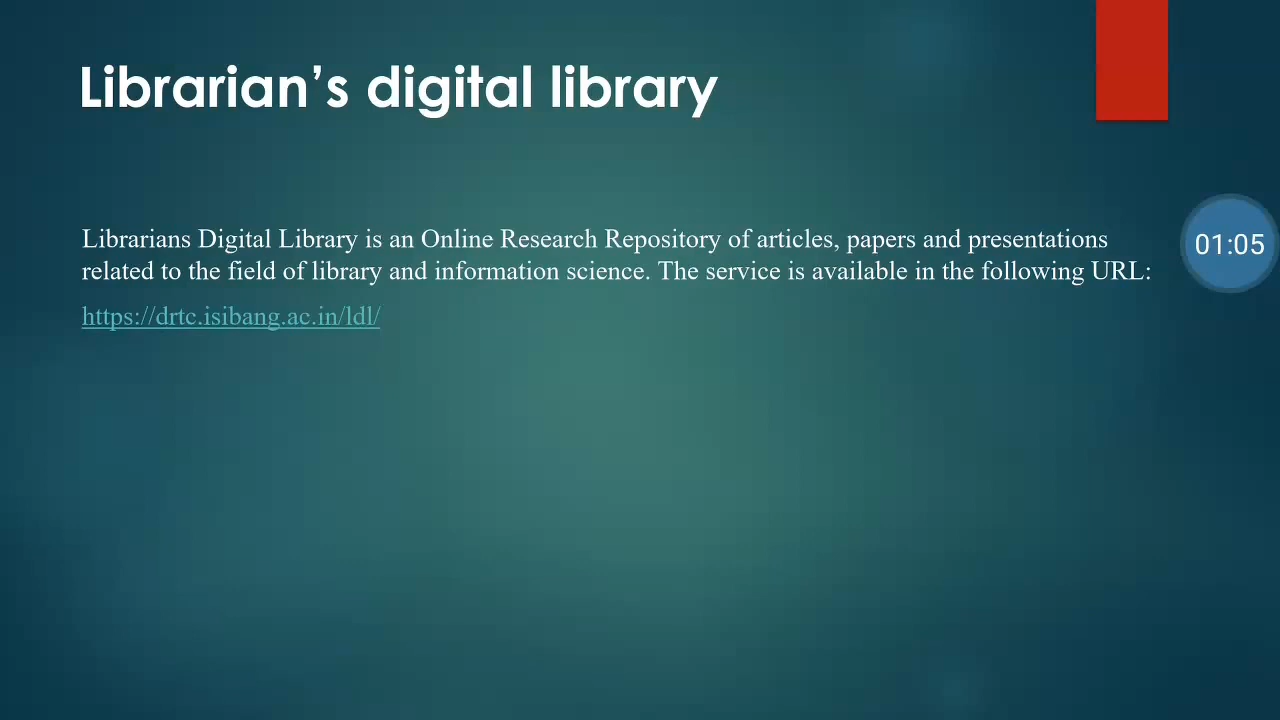 Librarian’s digital library
Librarians Digital Library is an Online Research Repository of articles, papers and presentations
related to the field of library and information science. The service is available in the following URL:
https://drtc.isibang.ac.in/ldl/
01:05